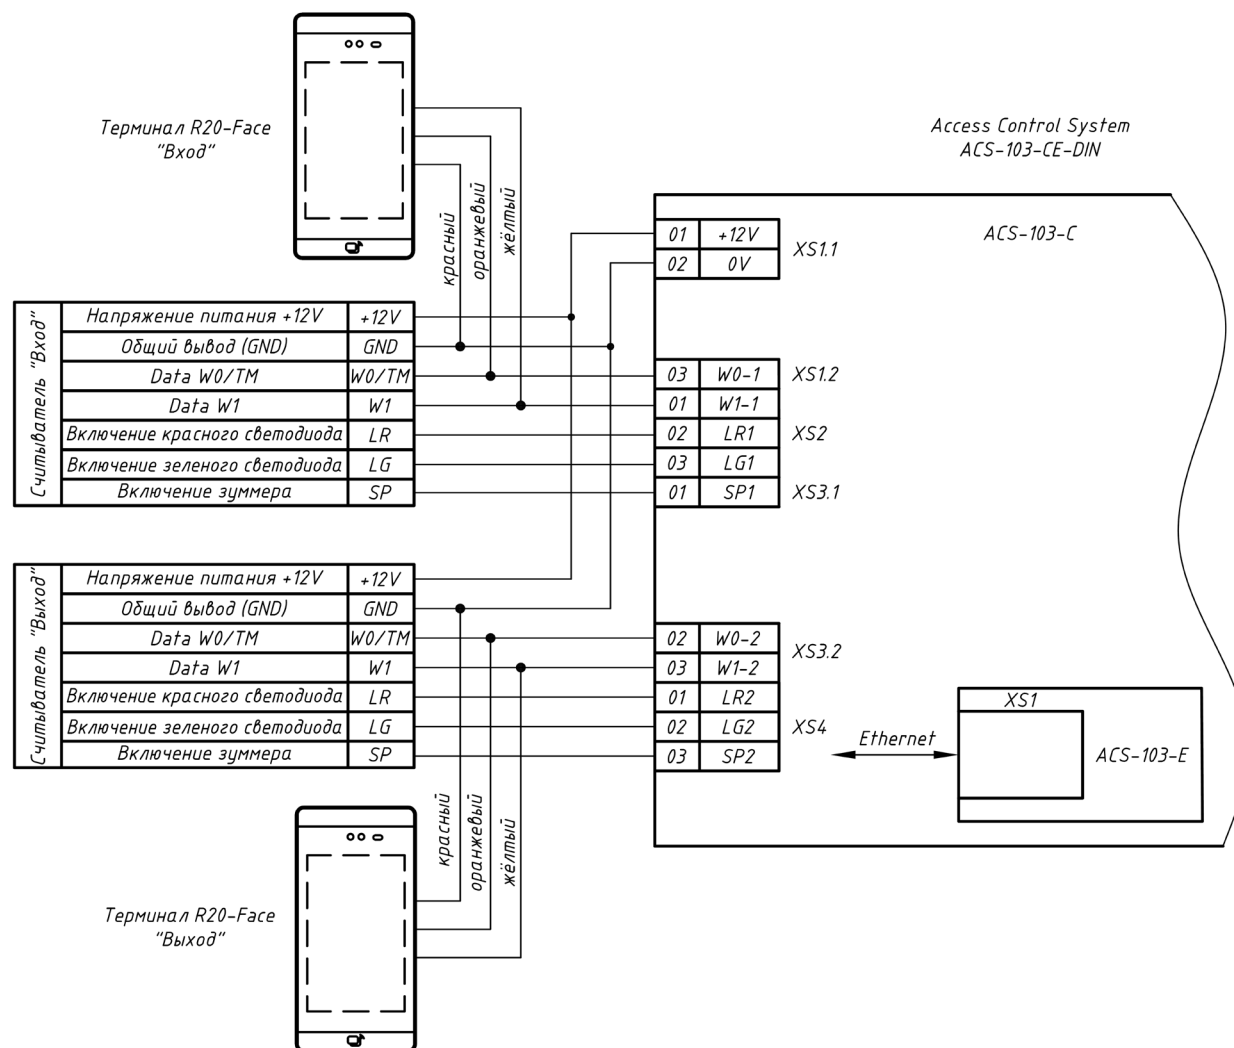 Терминал R20-Face
"Вход"
Access Control System
ACS-103-CE-DIN
красный
оранжевый
жёлтый
ACS-103-C
01 +12V
02 0V
XS1.1
Считыватель "Вход"
Напряжение питания +12V +12V
Общий вывод (GND) GND
Data W0/TM W0/TM
Data W1 W1
Включение красного светодиода LR
Включение зеленого светодиода LG
Включение зуммера SP
03 W0-1 XS1.2
01 W1-1
02 LR1 XS2
03 LG1
01 SP1 XS3.1
Считыватель "Выход"
Напряжение питания +12V +12V
Общий вывод (GND) GND
Data W0/TM W0/TM
Data W1 W1
Включение красного светодиода LR
Включение зеленого светодиода LG
Включение зуммера SP
02 W0-2
XS3.2
03 W1-2
01 LR2
02 LG2 XS4
03 SP2
Ethernet
XS1
ACS-103-E
красный
оранжевый
жёлтый
Терминал R20-Face
"Выход"